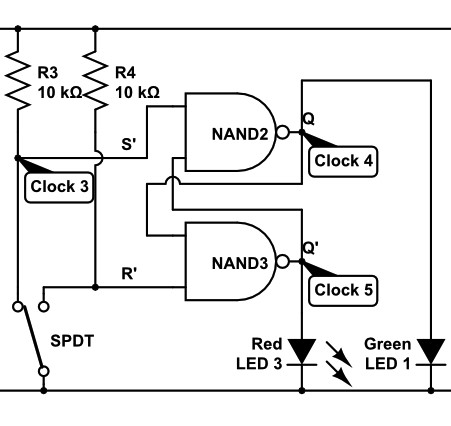 R3
10 kΩ
R4
10 kΩ
S'
NAND2
Q
Clock 4
Clock 3
R'
NAND3
Q'
Clock 5
SPDT
Red
LED 3
Green
LED 1